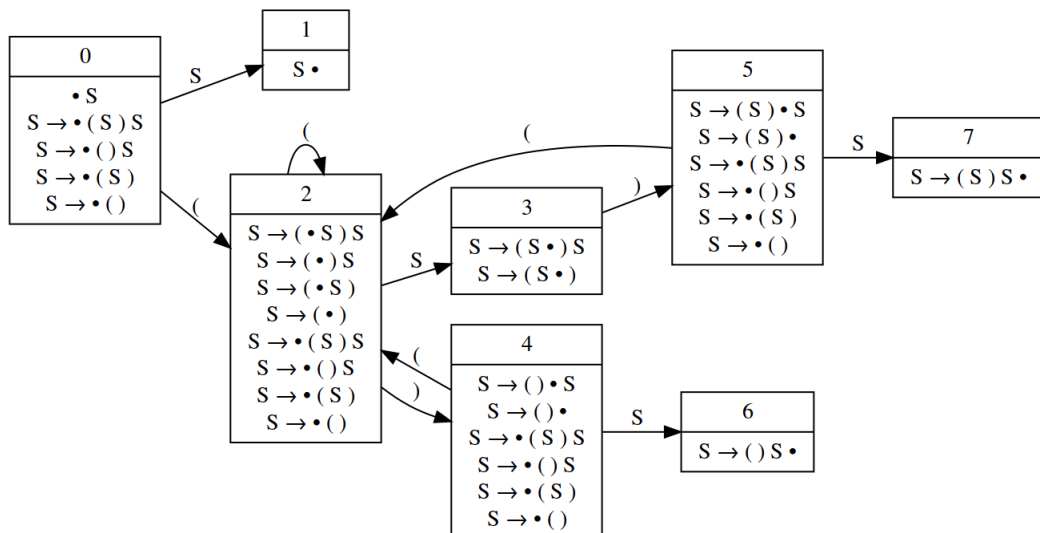 0
• S
S → • ( S ) S
S → • ( ) S
S → • ( S )
S → • ( )
S
(
1
S •
(
2
S → ( • S ) S
S → ( • ) S
S → ( • S )
S → ( • )
S → • ( S ) S
S → • ( ) S
S → • ( S )
S → • ( )
S
(
)
(
3
S → ( S • ) S
S → ( S • )
)
4
S → ( ) • S
S → ( ) •
S → • ( S ) S
S → • ( ) S
S → • ( S )
S → • ( )
S
5
S → ( S ) • S
S → ( S ) •
S → • ( S ) S
S → • ( ) S
S → • ( S )
S → • ( )
S
6
S → ( ) S •
7
S → ( S ) S •